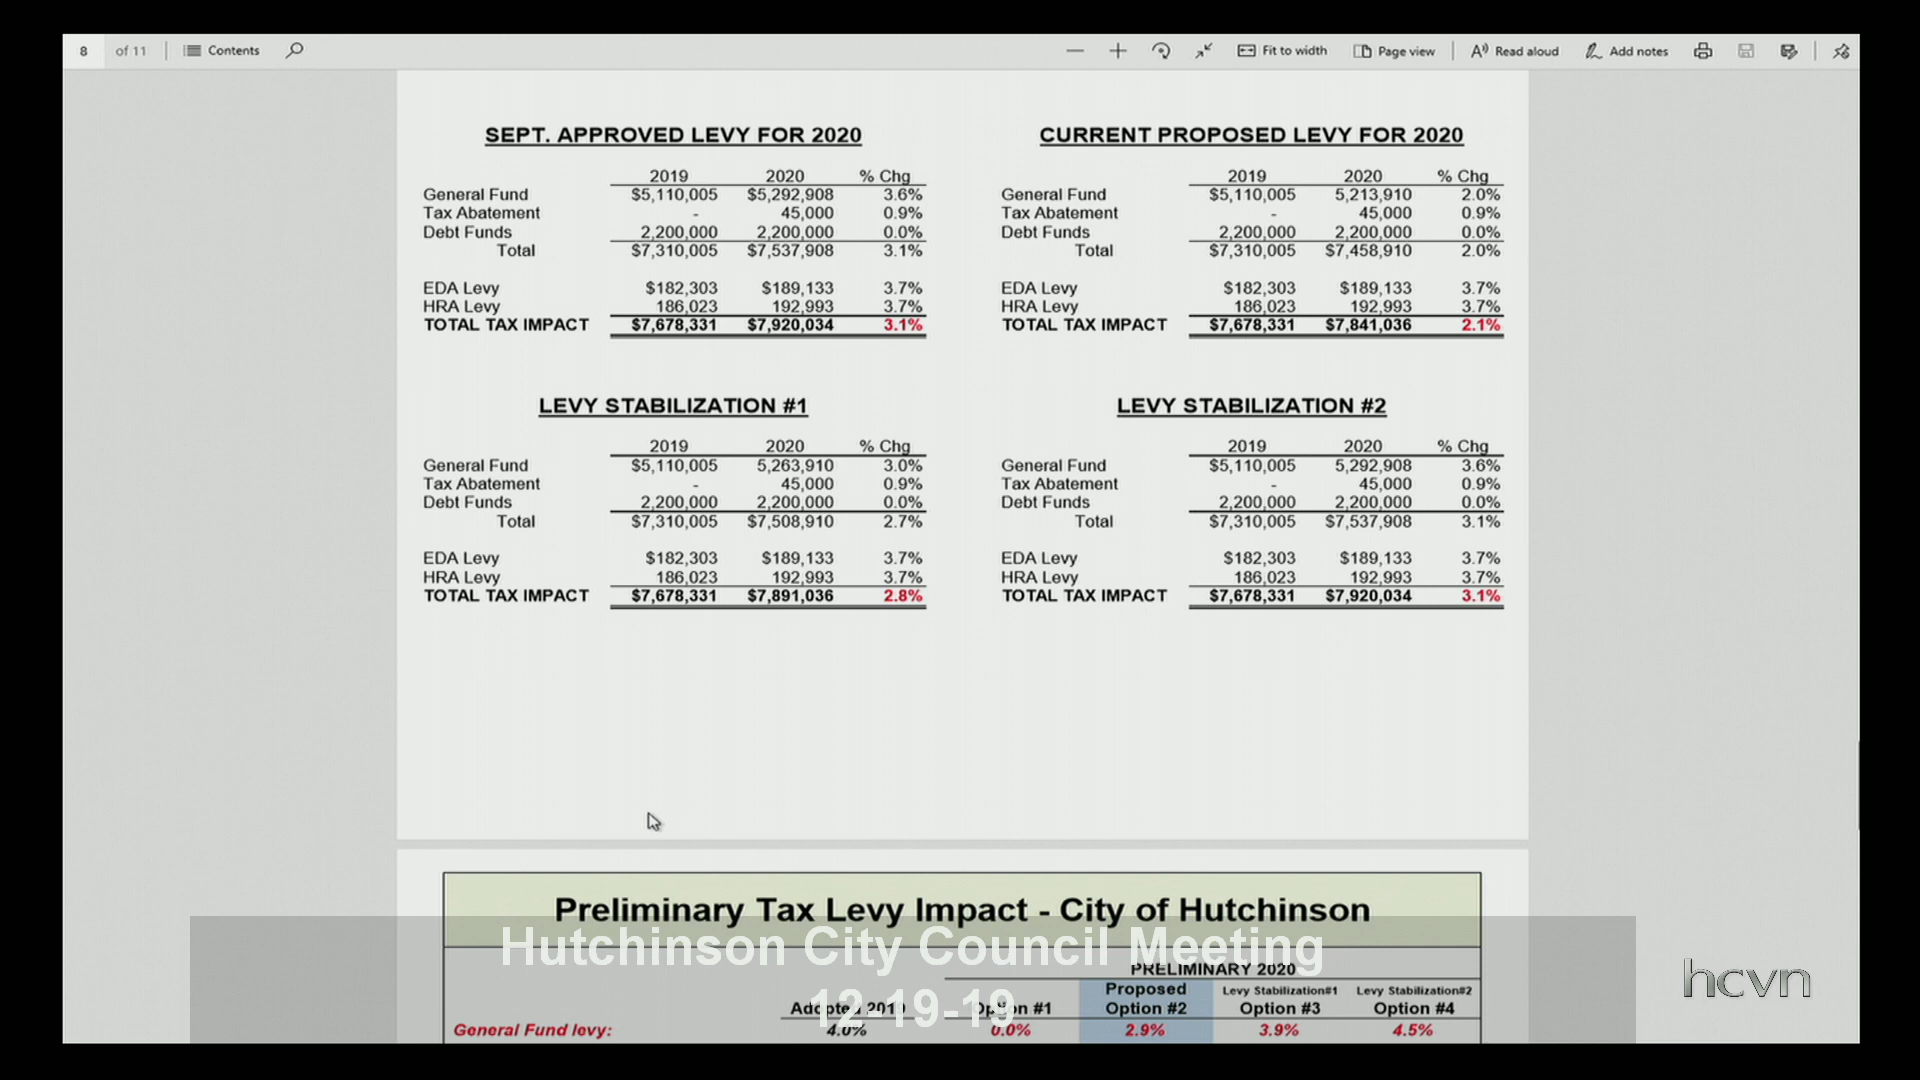 8 of 11 Contents Fit to width Page view Read aloud Add notes
SEPT. APPROVED LEVY FOR 2020
2019 2020 % Chg
General Fund $5,110,005 $5,292,908 3.6%
Tax Abatement - 45,000 0.9%
Debt Funds 2,200,000 2,200,000 0.0%
Total $7,310,005 $7,537,908 3.1%
EDA Levy $182,303 $189,133 3.7%
HRA Levy 186,023 192,993 3.7%
TOTAL TAX IMPACT $7,678,331 $7,920,034 3.1%
CURRENT PROPOSED LEVY FOR 2020
2019 2020 % Chg
General Fund $5,110,005 5,213,910 2.0%
Tax Abatement - 45,000 0.9%
Debt Funds 2,200,000 2,200,000 0.0%
Total $7,310,005 $7,458,910 2.0%
EDA Levy $182,303 $189,133 3.7%
HRA Levy 186,023 192,993 3.7%
TOTAL TAX IMPACT $7,678,331 $7,841,036 2.1%
LEVY STABILIZATION #1
2019 2020 % Chg
General Fund $5,110,005 5,263,910 3.0%
Tax Abatement - 45,000 0.9%
Debt Funds 2,200,000 2,200,000 0.0%
Total $7,310,005 $7,508,910 2.7%
EDA Levy $182,303 $189,133 3.7%
HRA Levy 186,023 192,993 3.7%
TOTAL TAX IMPACT $7,678,331 $7,891,036 2.8%
LEVY STABILIZATION #2
2019 2020 % Chg
General Fund $5,110,005 5,292,908 3.6%
Tax Abatement - 45,000 0.9%
Debt Funds 2,200,000 2,200,000 0.0%
Total $7,310,005 $7,537,908 3.1%
EDA Levy $182,303 $189,133 3.7%
HRA Levy 186,023 192,993 3.7%
TOTAL TAX IMPACT $7,678,331 $7,920,034 3.1%
Preliminary Tax Levy Impact - City of Hutchinson
Hutchinson City Council Meeting
12-19-19
PRELIMINARY 2020
Proposed Levy Stabilization#1 Levy Stabilization#2
Adopted 2019 Option #1 Option #2 Option #3 Option #4
General Fund levy: 4.0% 0.0% 2.9% 3.9% 4.5%
hcvn